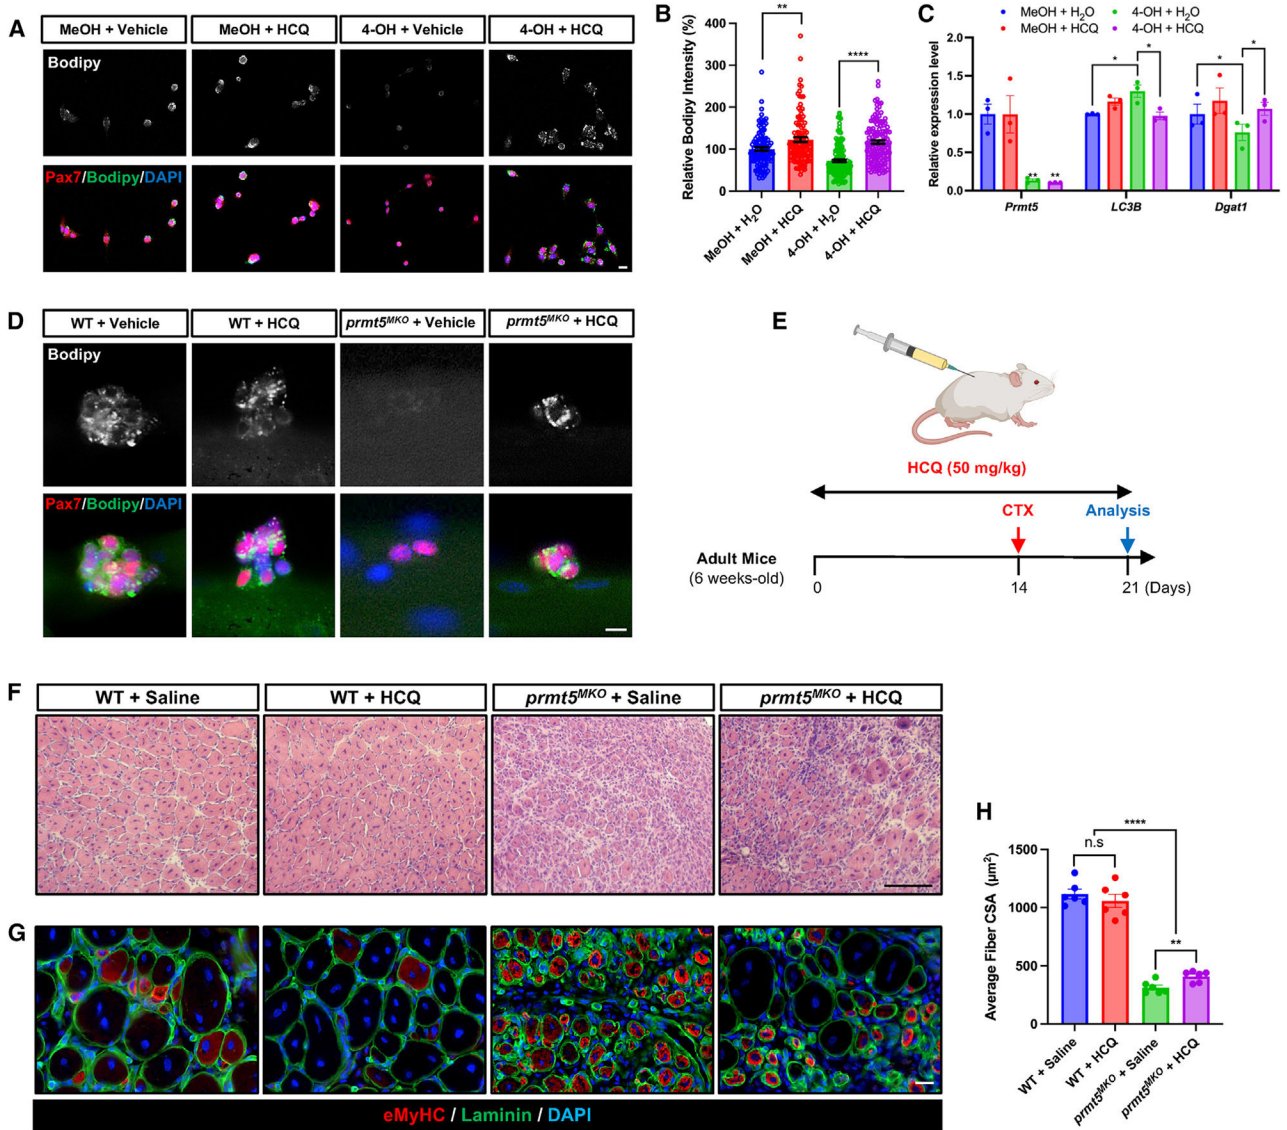 A
MeOH + Vehicle
MeOH + HCQ
4-OH + Vehicle
4-OH + HCQ
Bodipy
Pax7/Bodipy/DAPI
B
Relative Bodipy Intensity (%)
400
300
200
100
0
**
****
MeOH + H₂O
MeOH + HCQ
4-OH + H₂O
4-OH + HCQ
C
MeOH + H₂O
4-OH + H₂O
MeOH + HCQ
4-OH + HCQ
Relative expression level
2.0
1.5
1.0
0.5
0.0
** **
* *
* *
Prmt5
LC3B
Dgat1
D
WT + Vehicle
WT + HCQ
prmt5ᴹᴷᴼ + Vehicle
prmt5ᴹᴷᴼ + HCQ
Bodipy
Pax7/Bodipy/DAPI
E
HCQ (50 mg/kg)
CTX
Analysis
Adult Mice
(6 weeks-old)
0
14
21 (Days)
F
WT + Saline
WT + HCQ
prmt5ᴹᴷᴼ + Saline
prmt5ᴹᴷᴼ + HCQ
G
eMyHC / Laminin / DAPI
H
Average Fiber CSA (µm²)
1500
1000
500
0
****
n.s
**
WT + Saline
WT + HCQ
prmt5ᴹᴷᴼ + Saline
prmt5ᴹᴷᴼ + HCQ